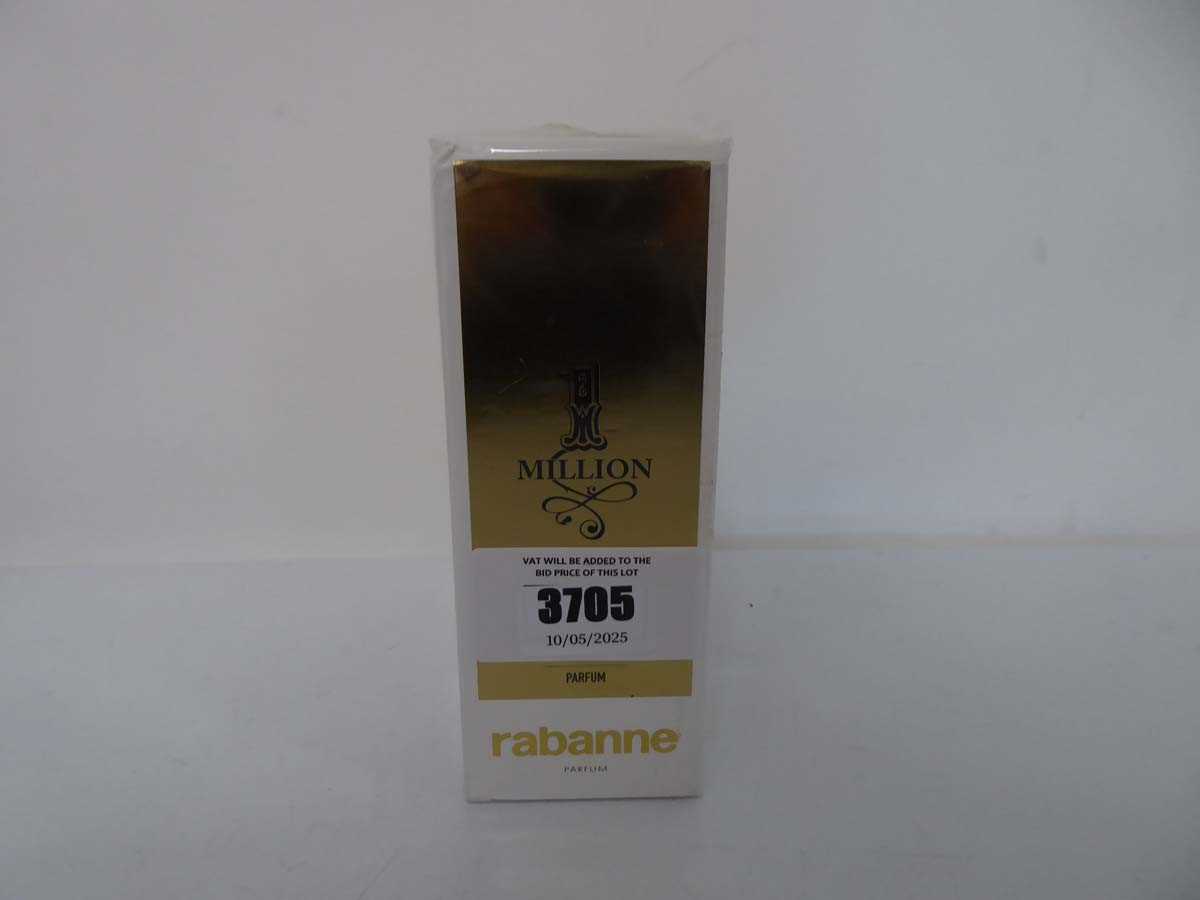 1
MILLION
VAT WILL BE ADDED TO THE
BID PRICE OF THIS LOT
3705
10/05/2025
PARFUM
rabanne
PARFUM